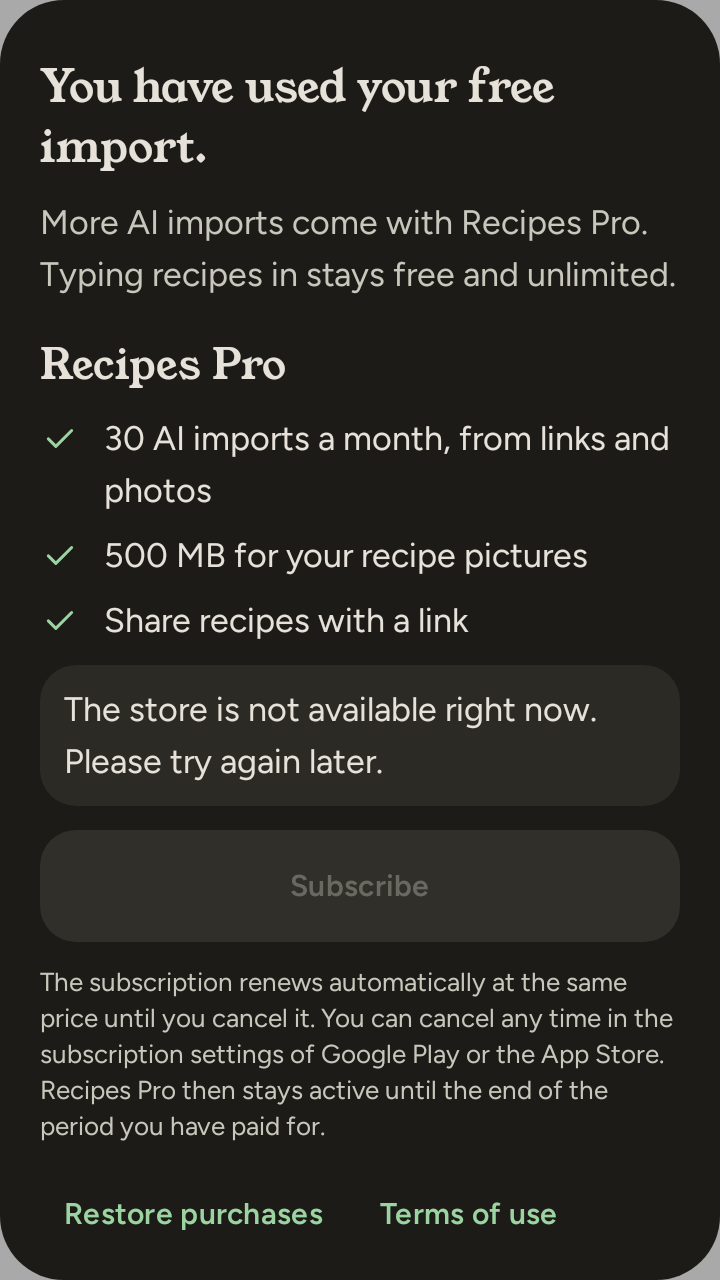 You have used your free
import.
More AI imports come with Recipes Pro.
Typing recipes in stays free and unlimited.
Recipes Pro
30 AI imports a month, from links and
photos
500 MB for your recipe pictures
Share recipes with a link
The store is not available right now.
Please try again later.
Subscribe
The subscription renews automatically at the same
price until you cancel it. You can cancel any time in the
subscription settings of Google Play or the App Store.
Recipes Pro then stays active until the end of the
period you have paid for.
Restore purchases Terms of use